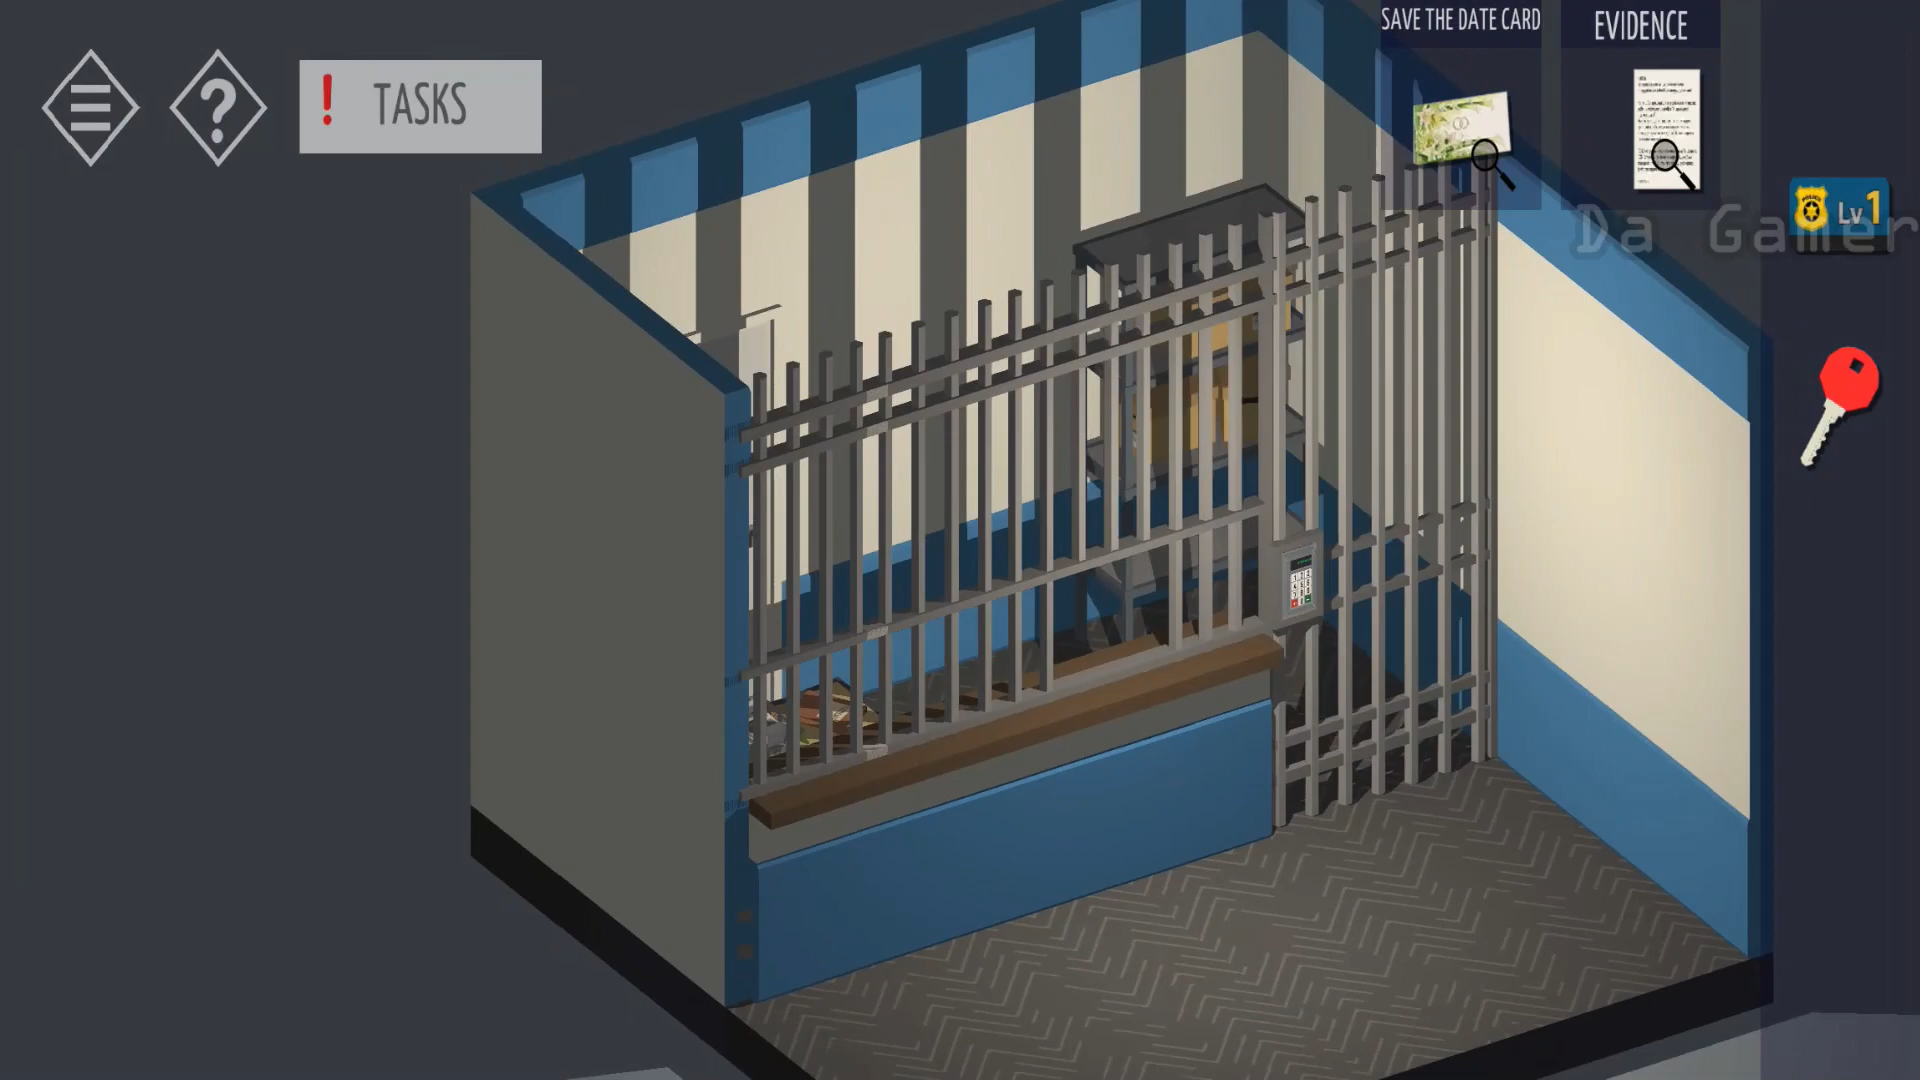 TASKS
SAVE THE DATE CARD
EVIDENCE
Lv 1
Da Gamer